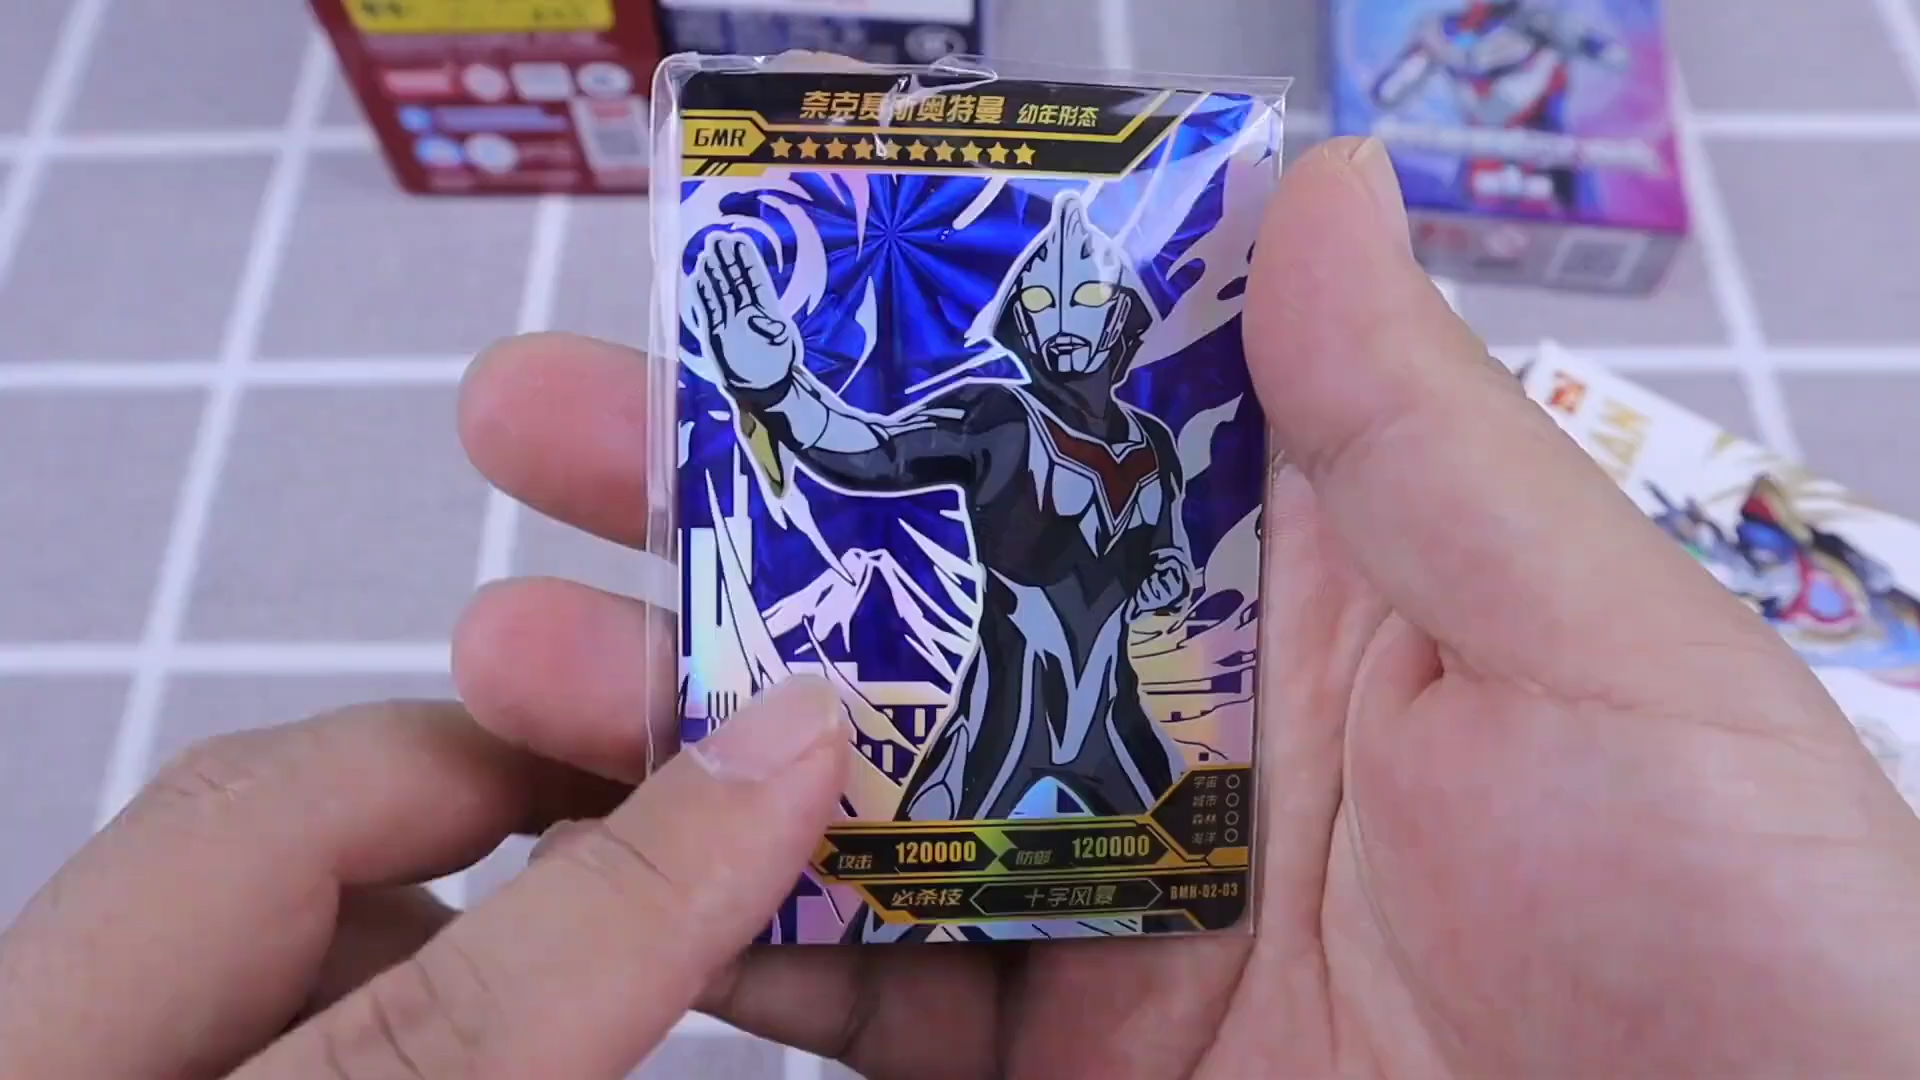 奈克赛斯奥特曼 幼年形态
GMR
宇宙
城市
森林
海洋
攻击 120000 防御 120000
必杀技 十字风暴 BMH-02-03